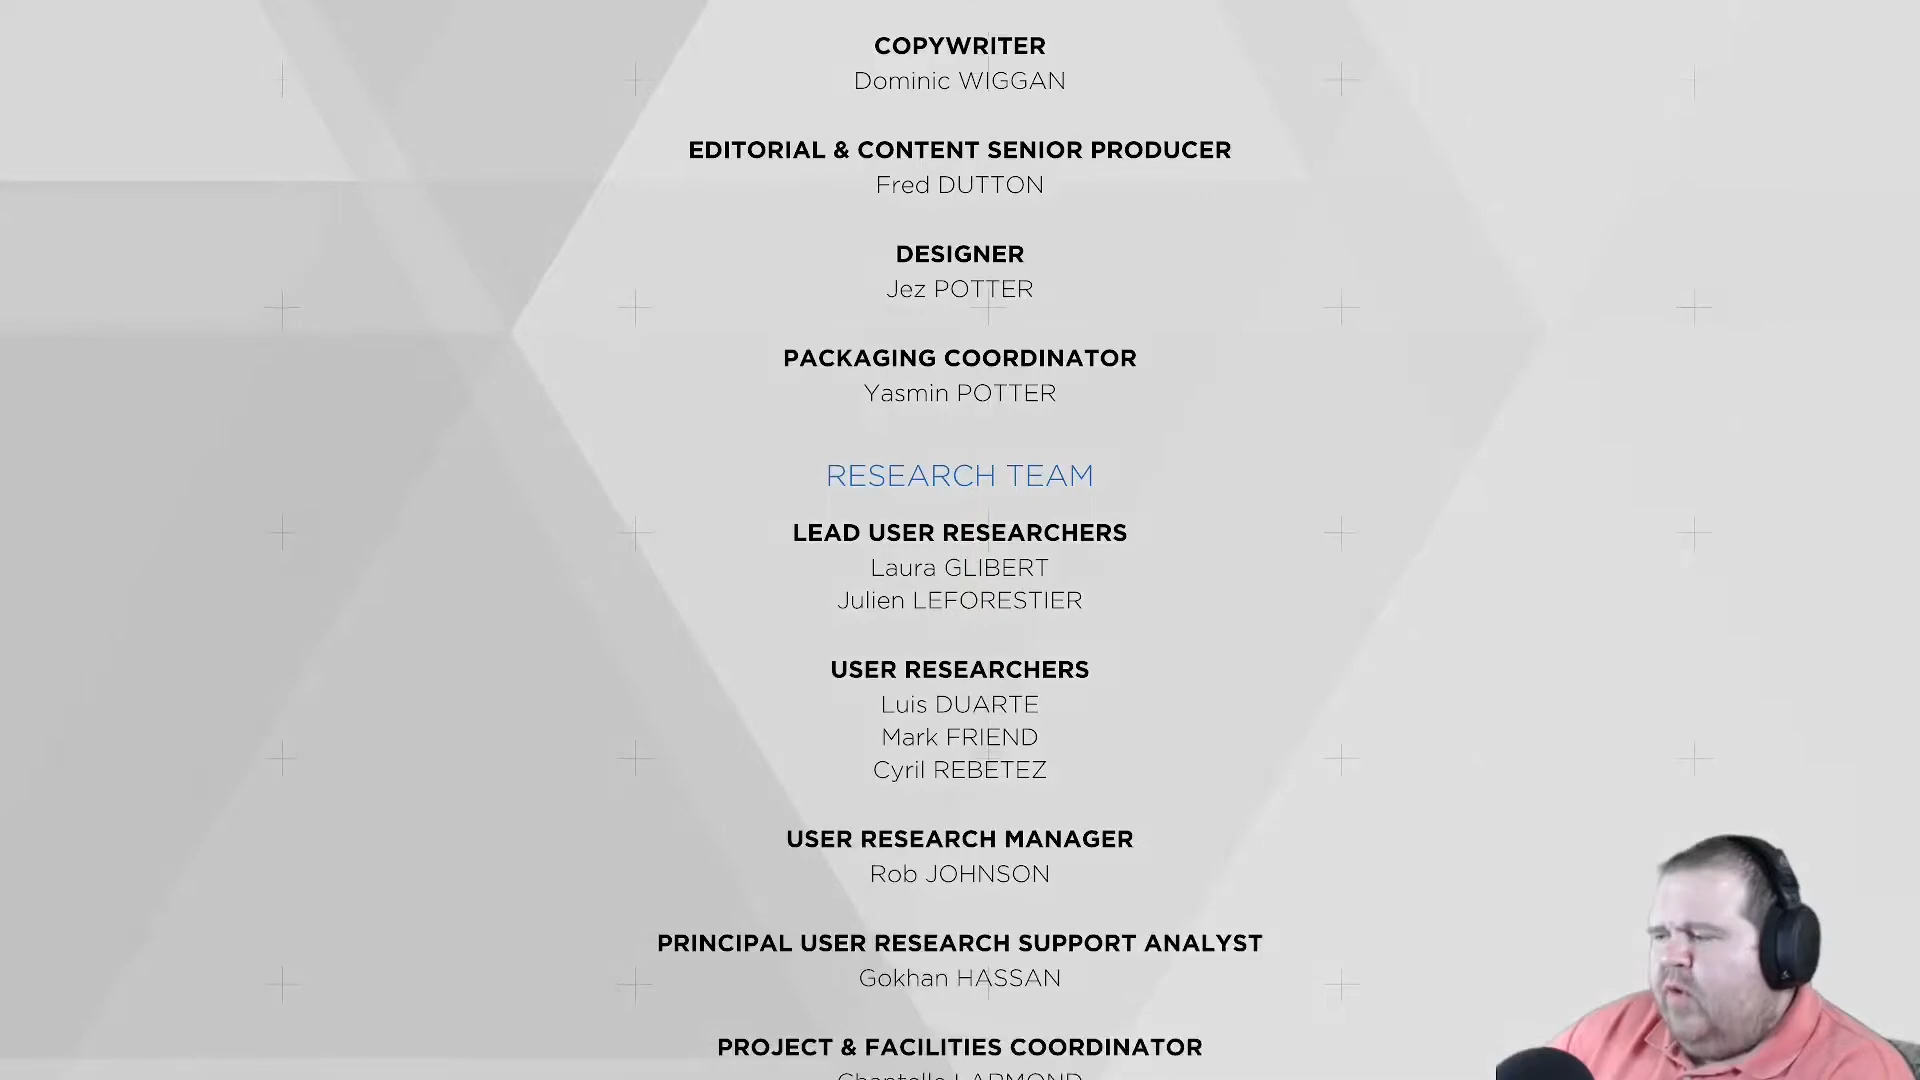 COPYWRITER
Dominic WIGGAN
EDITORIAL & CONTENT SENIOR PRODUCER
Fred DUTTON
DESIGNER
Jez POTTER
PACKAGING COORDINATOR
Yasmin POTTER
RESEARCH TEAM
LEAD USER RESEARCHERS
Laura GLIBERT
Julien LEFORESTIER
USER RESEARCHERS
Luis DUARTE
Mark FRIEND
Cyril REBETEZ
USER RESEARCH MANAGER
Rob JOHNSON
PRINCIPAL USER RESEARCH SUPPORT ANALYST
Gokhan HASSAN
PROJECT & FACILITIES COORDINATOR